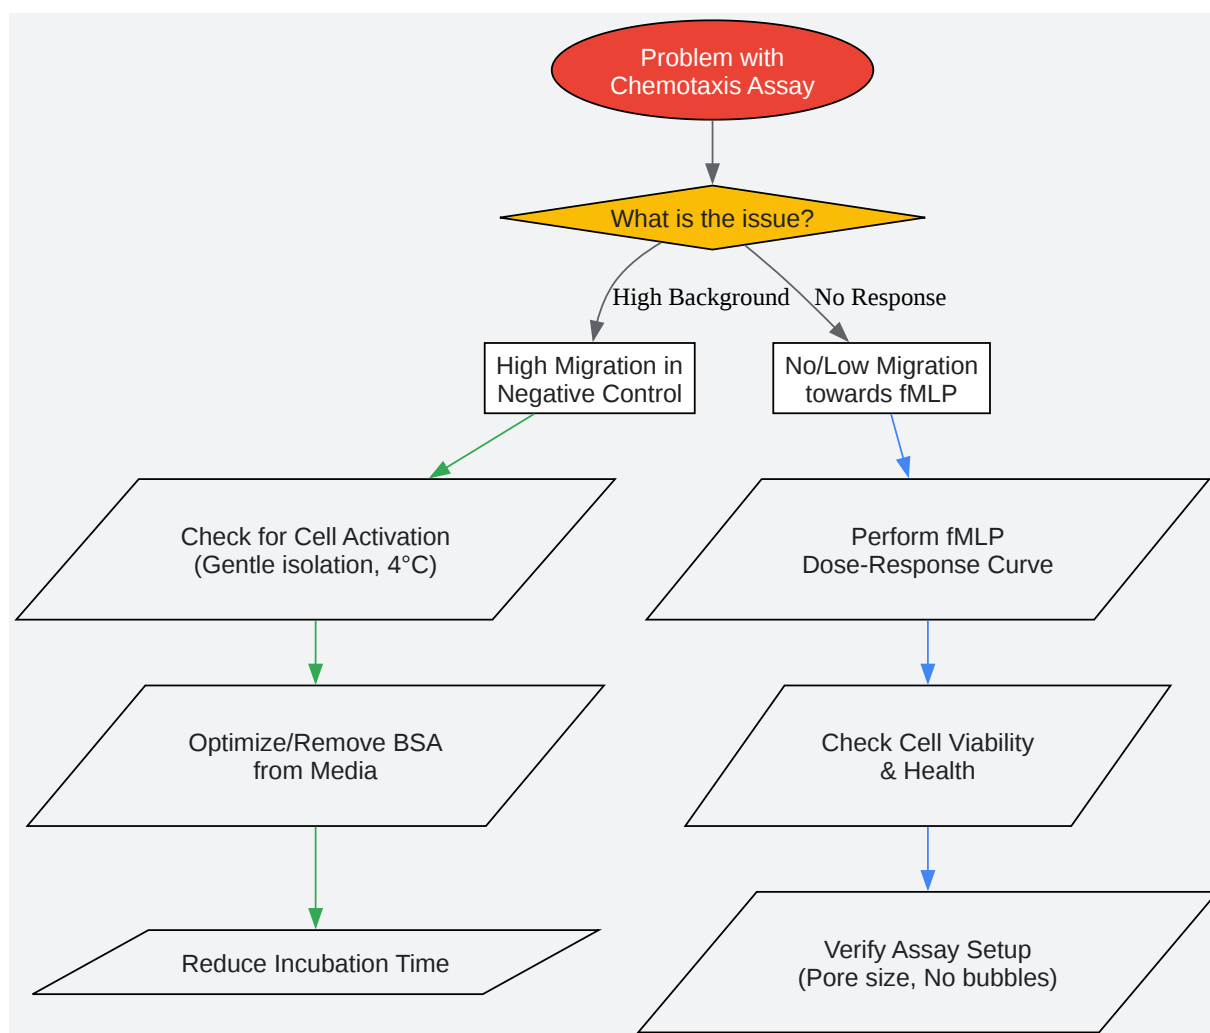 Problem with
Chemotaxis Assay
What is the issue?
High Background
No Response
High Migration in
Negative Control
No/Low Migration
towards fMLP
Check for Cell Activation
(Gentle isolation, 4°C)
Perform fMLP
Dose-Response Curve
Optimize/Remove BSA
from Media
Check Cell Viability
& Health
Reduce Incubation Time
Verify Assay Setup
(Pore size, No bubbles)